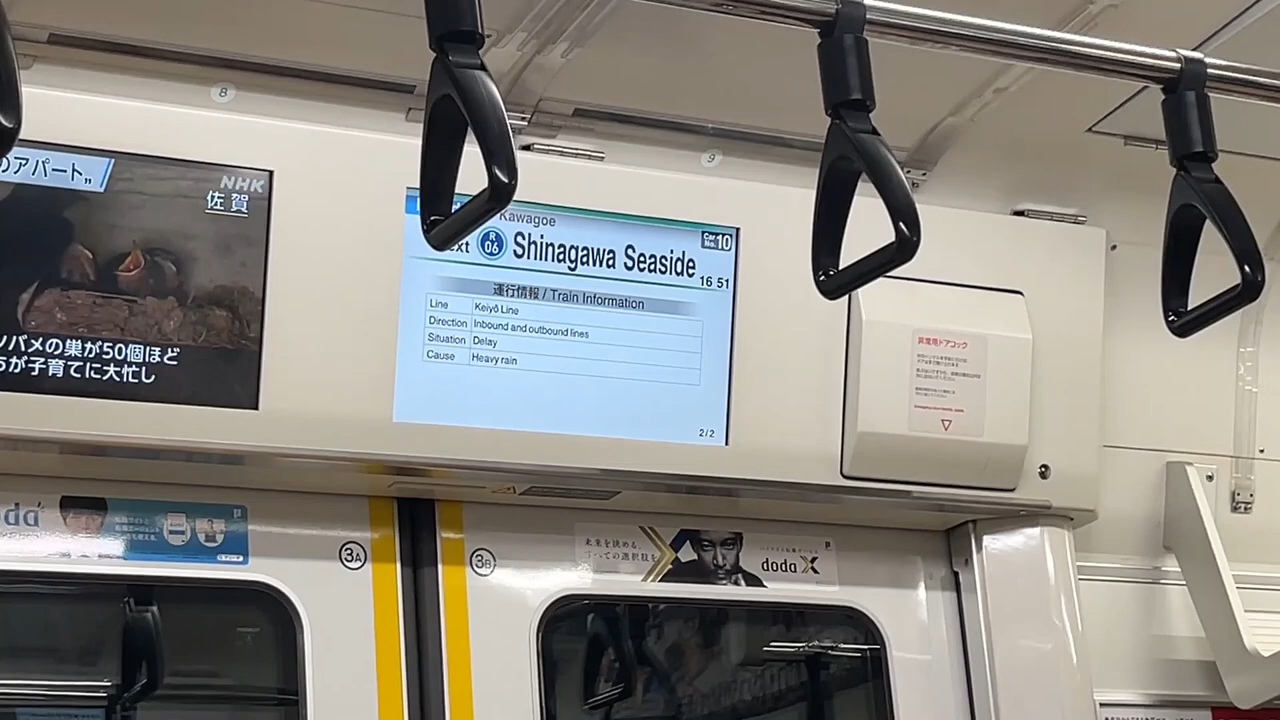 8
9
のアパート„
NHK
佐賀
バメの巣が50個ほど
が子育てに大忙し
Kawagoe
Car No. 10
R 06
Shinagawa Seaside
16 51
運行情報 / Train Information
Line Keiyō Line
Direction Inbound and outbound lines
Situation Delay
Cause Heavy rain
2/2
非常用ドアコック
3A
3B
未来を決める、
すべての選択肢を
doda X